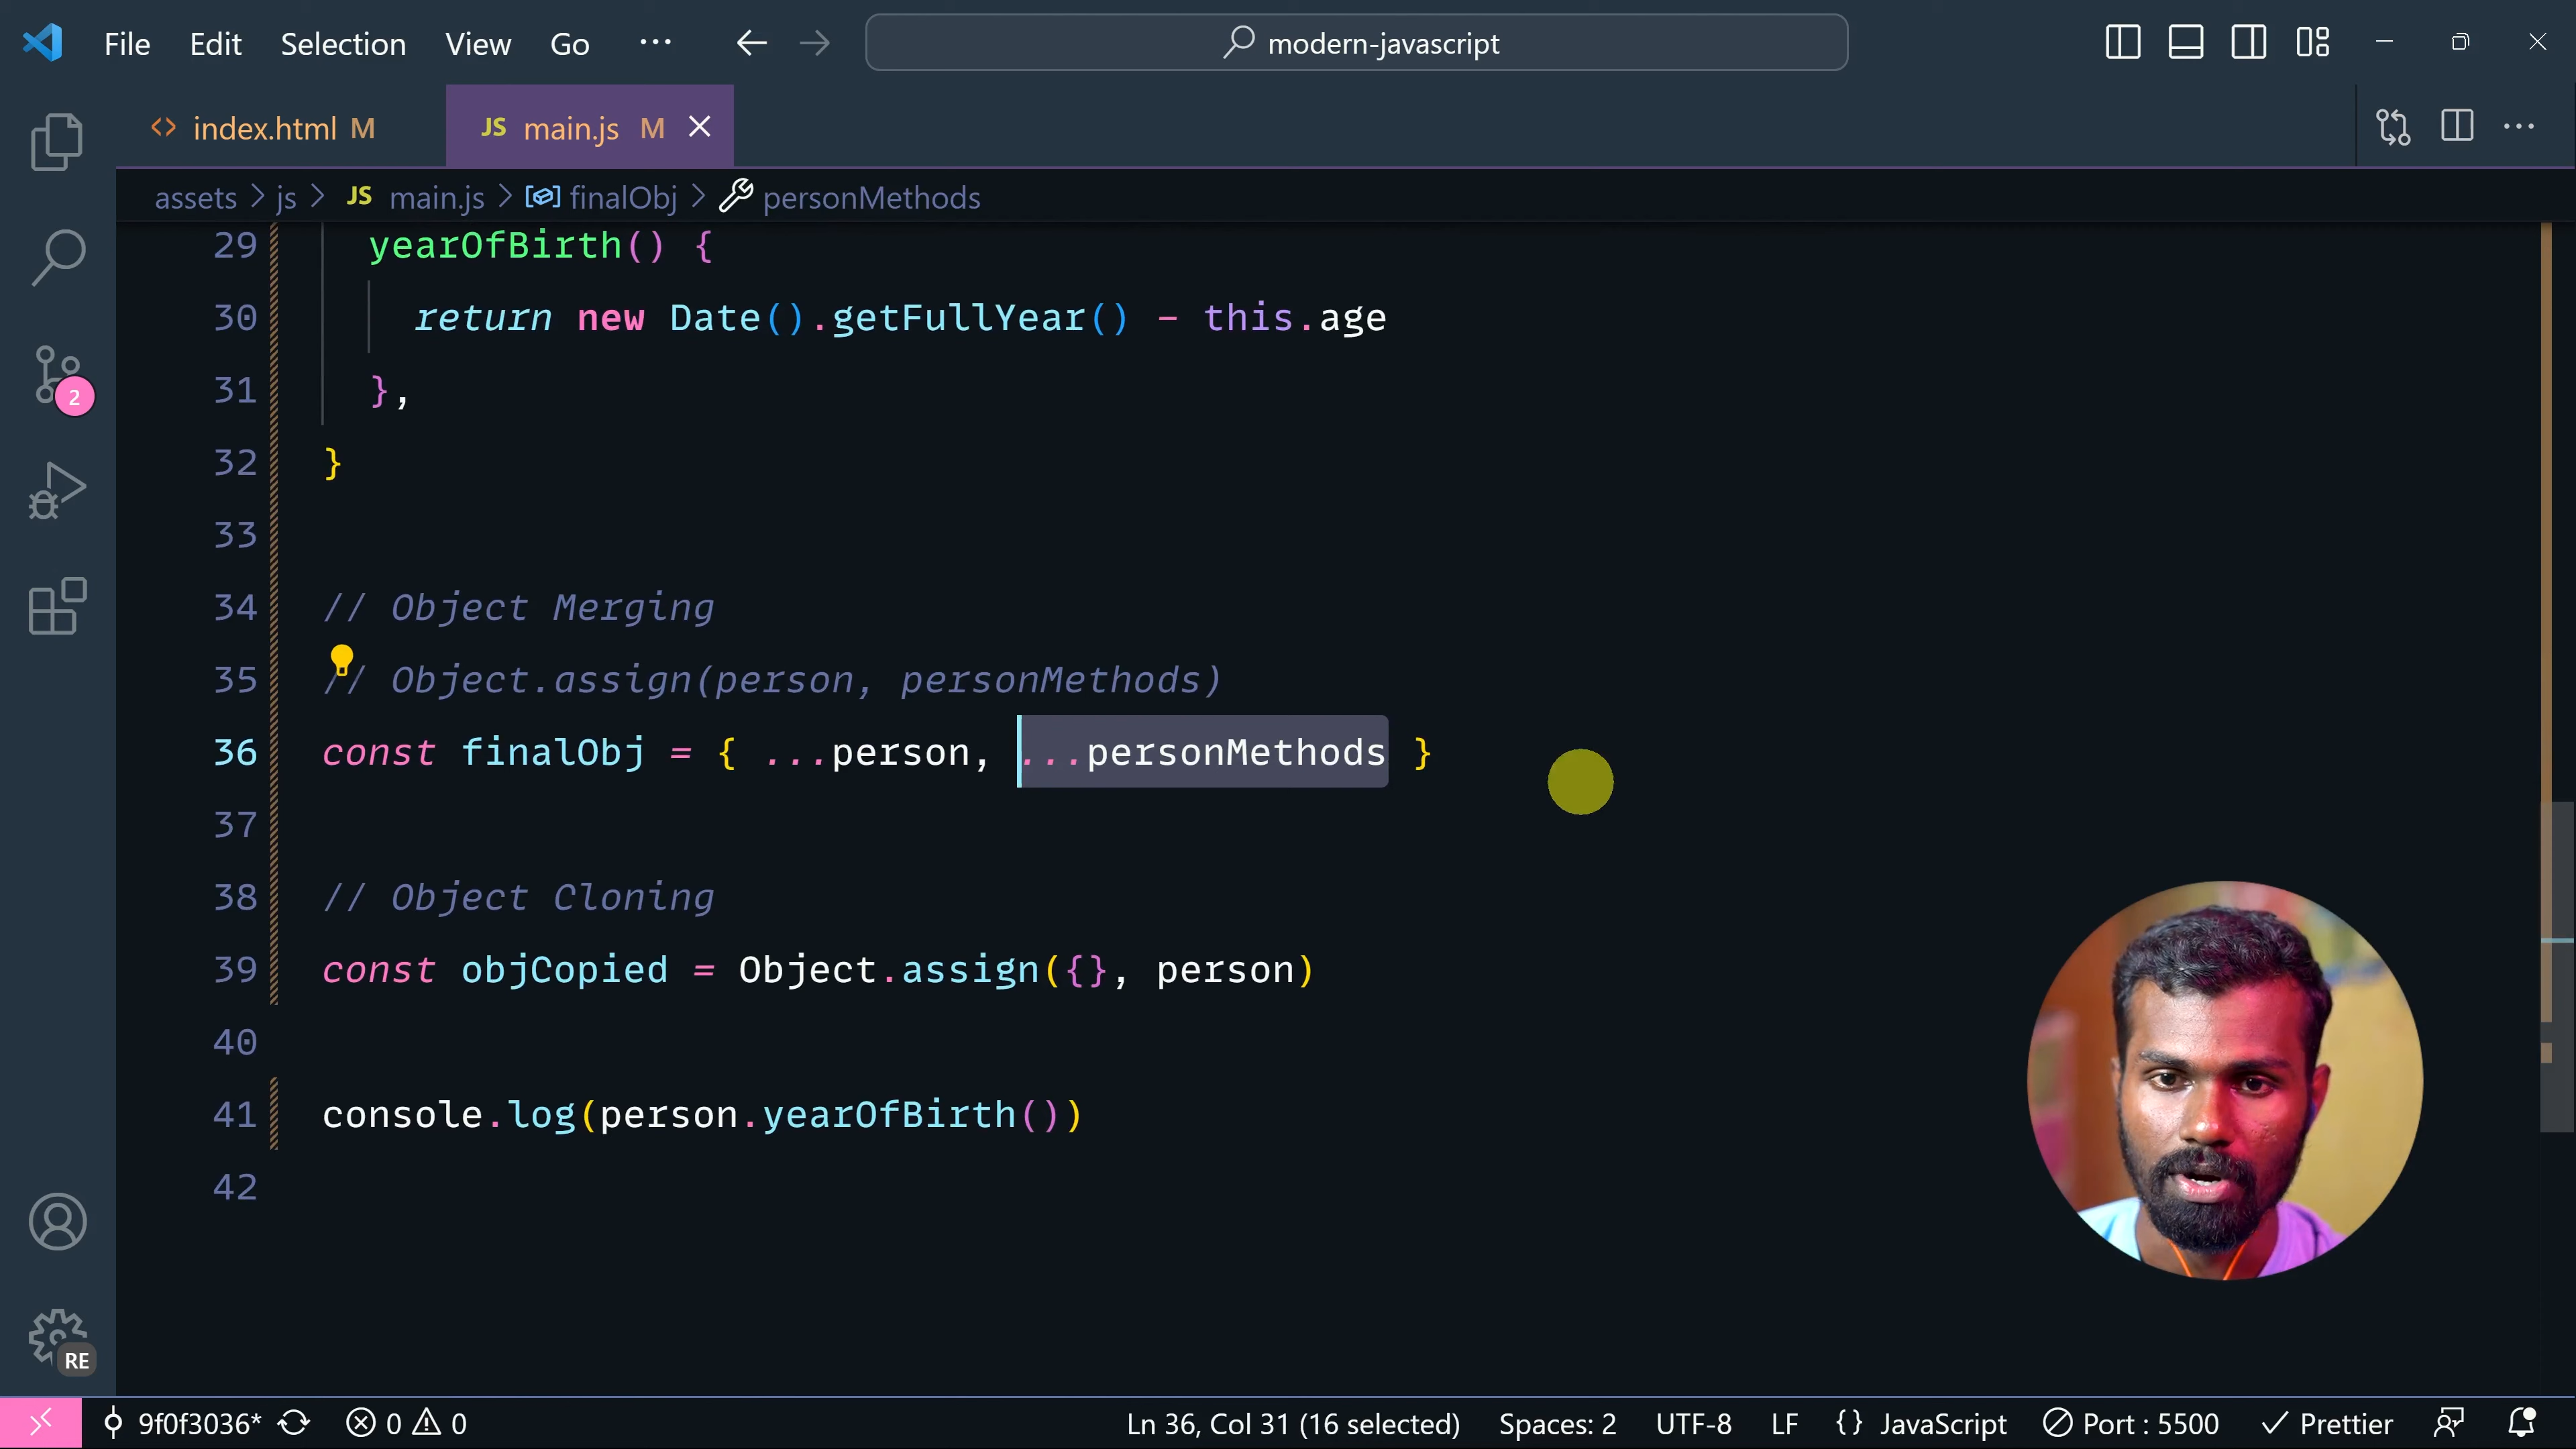 File Edit Selection View Go ... modern-javascript
<> index.html M JS main.js M
assets > js > JS main.js > finalObj > personMethods
29 yearOfBirth() {
30 return new Date().getFullYear() - this.age
31 },
32 }
33
34 // Object Merging
35 // Object.assign(person, personMethods)
36 const finalObj = { ...person, ...personMethods }
37
38 // Object Cloning
39 const objCopied = Object.assign({}, person)
40
41 console.log(person.yearOfBirth())
42
2
RE
9f0f3036* 0 0 Ln 36, Col 31 (16 selected) Spaces: 2 UTF-8 LF {} JavaScript Port : 5500 Prettier